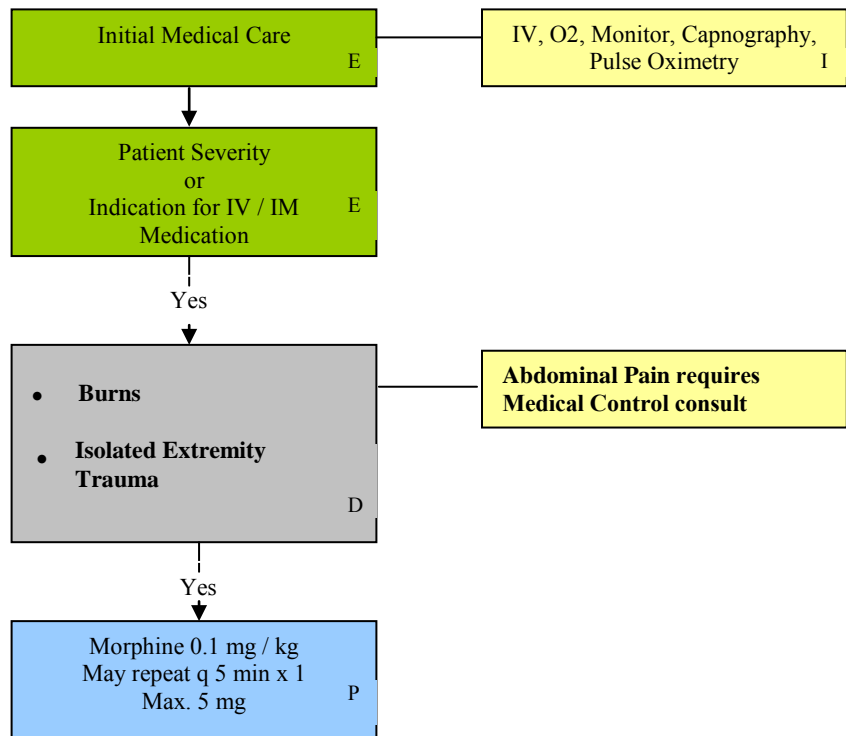 Initial Medical Care
E
IV, O2, Monitor, Capnography,
Pulse Oximetry
I
Patient Severity
or
Indication for IV / IM
Medication
E
Yes
• Burns
• Isolated Extremity
Trauma
D
Abdominal Pain requires
Medical Control consult
Yes
Morphine 0.1 mg / kg
May repeat q 5 min x 1
Max. 5 mg
P